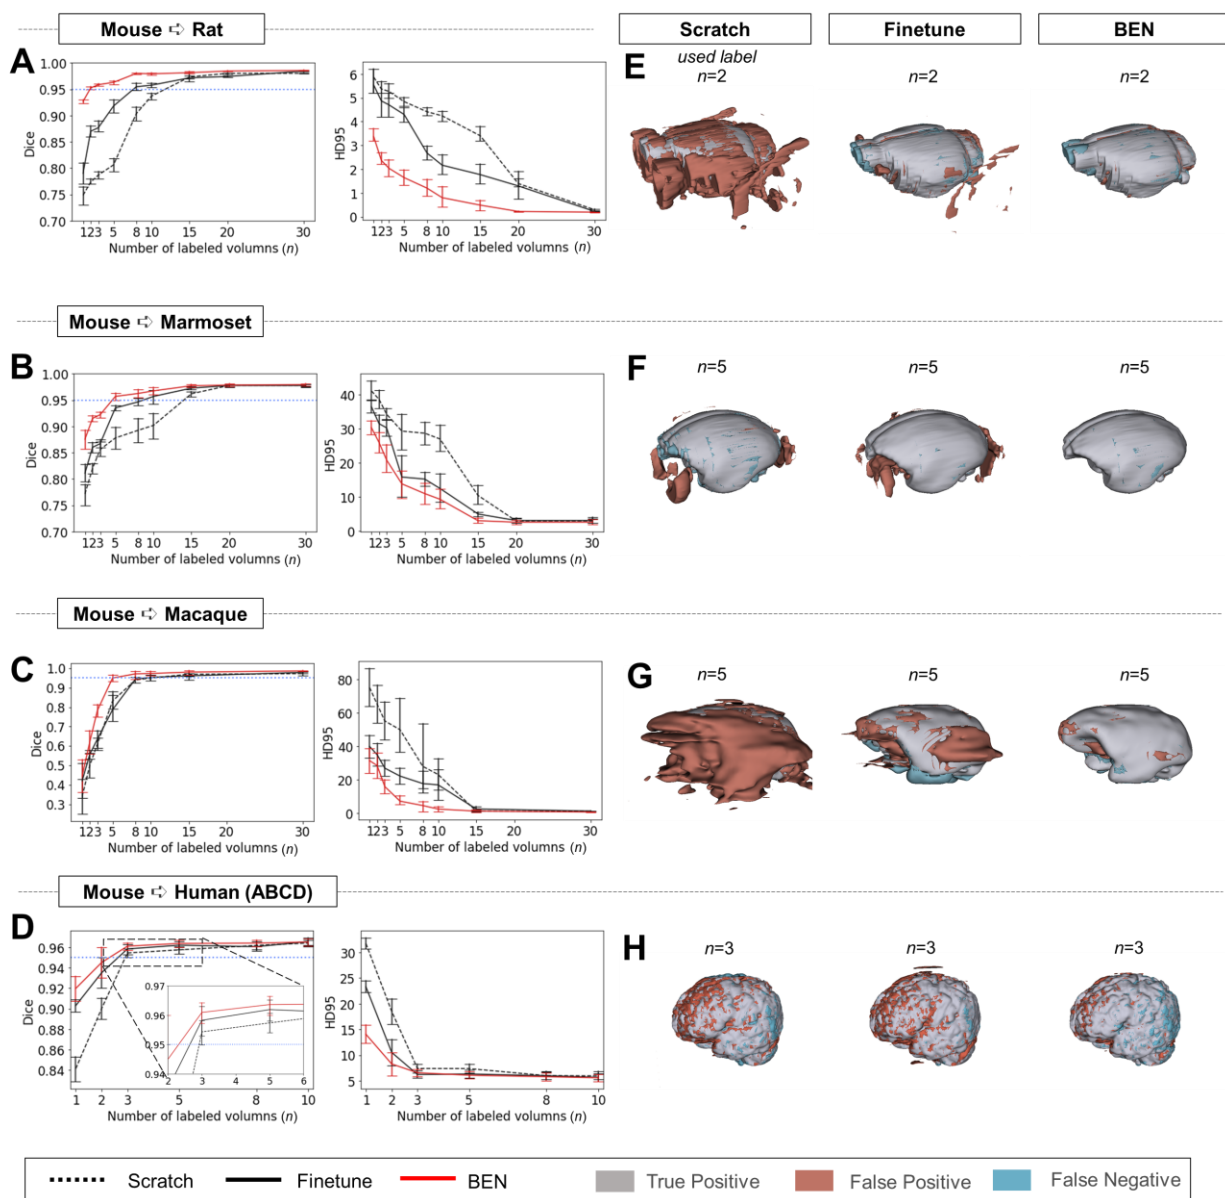 Mouse ➪ Rat
Scratch
Finetune
BEN
A
1.00
0.95
0.90
0.85
0.80
0.75
0.70
Dice
123 5 8 10 15 20 30
Number of labeled volumns (n)
6
5
4
3
2
1
0
HD95
123 5 8 10 15 20 30
Number of labeled volumns (n)
E
used label
n=2
n=2
n=2
Mouse ➪ Marmoset
B
1.00
0.95
0.90
0.85
0.80
0.75
0.70
Dice
123 5 8 10 15 20 30
Number of labeled volumns (n)
40
30
20
10
0
HD95
123 5 8 10 15 20 30
Number of labeled volumns (n)
F
n=5
n=5
n=5
Mouse ➪ Macaque
C
1.0
0.9
0.8
0.7
0.6
0.5
0.4
0.3
Dice
123 5 8 10 15 20 30
Number of labeled volumns (n)
80
60
40
20
0
HD95
123 5 8 10 15 20 30
Number of labeled volumns (n)
G
n=5
n=5
n=5
Mouse ➪ Human (ABCD)
D
0.96
0.94
0.92
0.90
0.88
0.86
0.84
Dice
0.97
0.96
0.95
0.94
2 3 4 5 6
1 2 3 5 8 10
Number of labeled volumns (n)
30
25
20
15
10
5
HD95
1 2 3 5 8 10
Number of labeled volumns (n)
H
n=3
n=3
n=3
Scratch
Finetune
BEN
True Positive
False Positive
False Negative